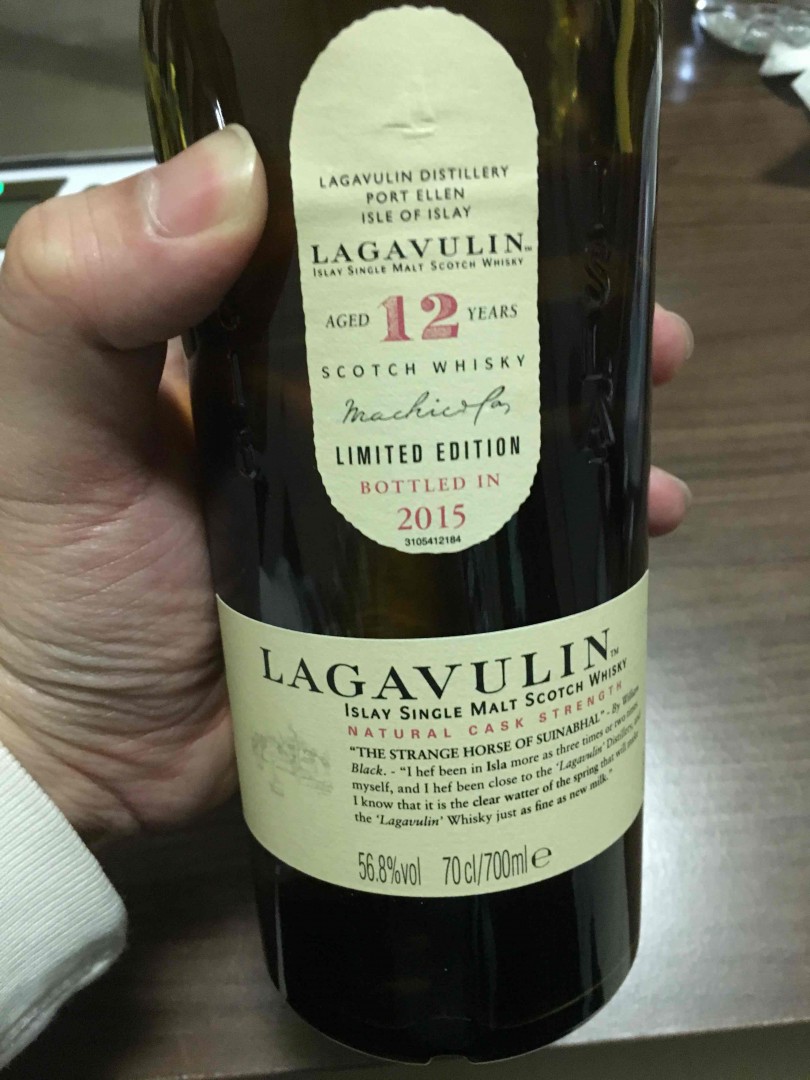 LAGAVULIN DISTILLERY
PORT ELLEN
ISLE OF ISLAY
LAGAVULIN™
ISLAY SINGLE MALT SCOTCH WHISKY
AGED 12 YEARS
SCOTCH WHISKY
LIMITED EDITION
BOTTLED IN
2015
3105412184
LAGAVULIN™
ISLAY SINGLE MALT SCOTCH WHISKY
NATURAL CASK STRENGTH
"THE STRANGE HORSE OF SUINABHAL" - By William
Black. - "I hef been in Isla more as three times or two times
myself, and I hef been close to the 'Lagavulin' Distillery, and
I know that it is the clear watter of the spring that will make
the 'Lagavulin' Whisky just as fine as new milk."
56.8%vol 70cl/700ml℮